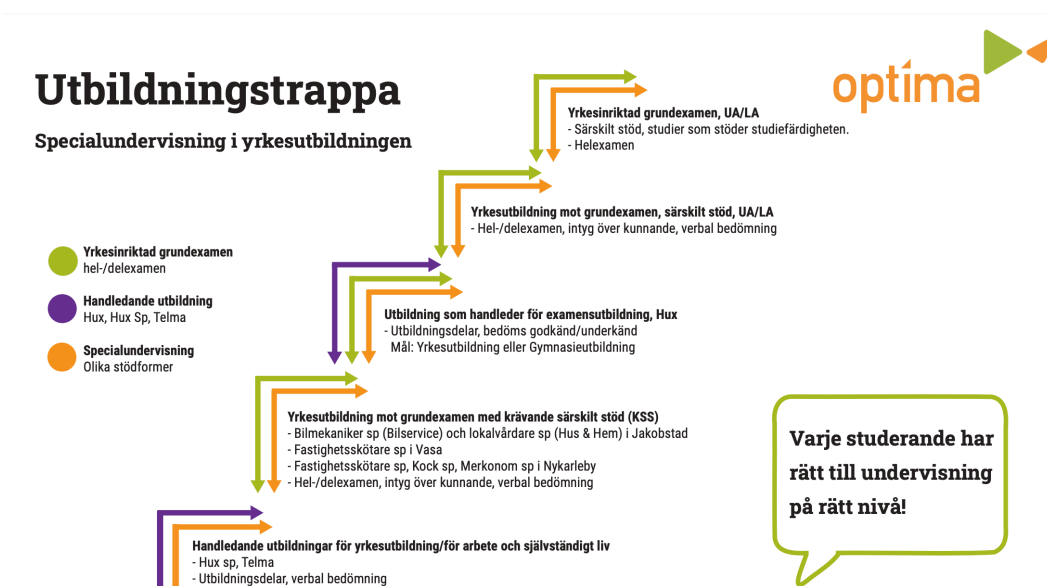 Utbildningstrappa
Specialundervisning i yrkesutbildningen
optima
Yrkesinriktad grundexamen, UA/LA
- Särskilt stöd, studier som stöder studiefärdigheten.
- Helexamen
Yrkesutbildning mot grundexamen, särskilt stöd, UA/LA
- Hel-/delexamen, intyg över kunnande, verbal bedömning
Yrkesinriktad grundexamen
hel-/delexamen
Handledande utbildning
Hux, Hux Sp, Telma
Specialundervisning
Olika stödformer
Utbildning som handleder för examensutbildning, Hux
- Utbildningsdelar, bedöms godkänd/underkänd
Mål: Yrkesutbildning eller Gymnasieutbildning
Yrkesutbildning mot grundexamen med krävande särskilt stöd (KSS)
- Bilmekaniker sp (Bilservice) och lokalvårdare sp (Hus & Hem) i Jakobstad
- Fastighetsskötare sp i Vasa
- Fastighetsskötare sp, Kock sp, Merkonom sp i Nykarleby
- Hel-/delexamen, intyg över kunnande, verbal bedömning
Varje studerande har
rätt till undervisning
på rätt nivå!
Handledande utbildningar för yrkesutbildning/för arbete och självständigt liv
- Hux sp, Telma
- Utbildningsdelar, verbal bedömning